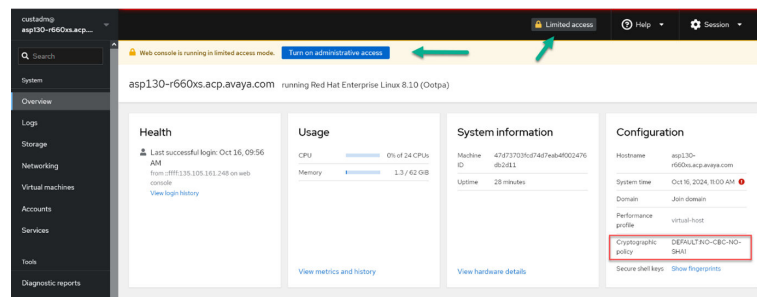 custadm@
asp130-r660xs.acp....
Limited access
Help
Session
Search
Web console is running in limited access mode.
Turn on administrative access
System
asp130-r660xs.acp.avaya.com running Red Hat Enterprise Linux 8.10 (Ootpa)
Overview
Logs
Storage
Networking
Virtual machines
Accounts
Services
Tools
Diagnostic reports
Health
Last successful login: Oct 16, 09:56
AM
from ::ffff:135.105.161.248 on web
console
View login history
Usage
CPU 0% of 24 CPUs
Memory 1.3 / 62 GiB
View metrics and history
System information
Machine ID 47d73703fcd74d7eab4f002476
db2d11
Uptime 28 minutes
View hardware details
Configuration
Hostname asp130-
r660xs.acp.avaya.com
System time Oct 16, 2024, 11:00 AM
Domain Join domain
Performance
profile virtual-host
Cryptographic DEFAULT:NO-CBC-NO-
policy SHA1
Secure shell keys Show fingerprints